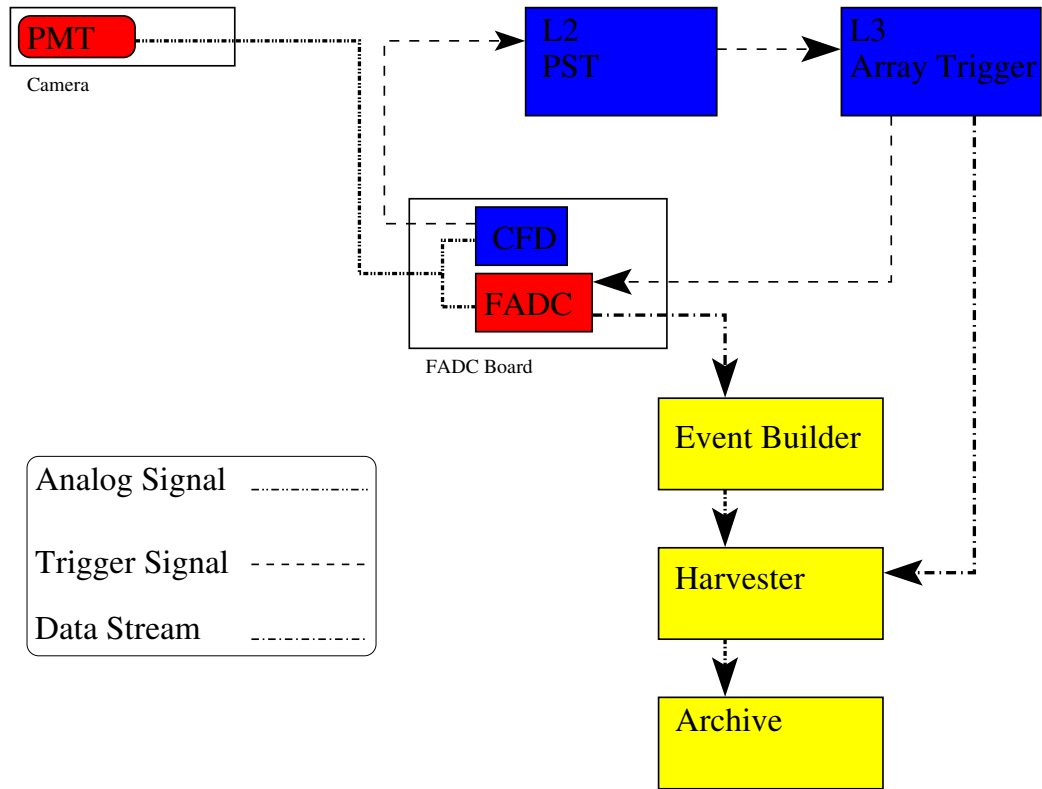 PMT
Camera
L2
PST
L3
Array Trigger
CFD
FADC
FADC Board
Event Builder
Harvester
Archive
Analog Signal
Trigger Signal
Data Stream